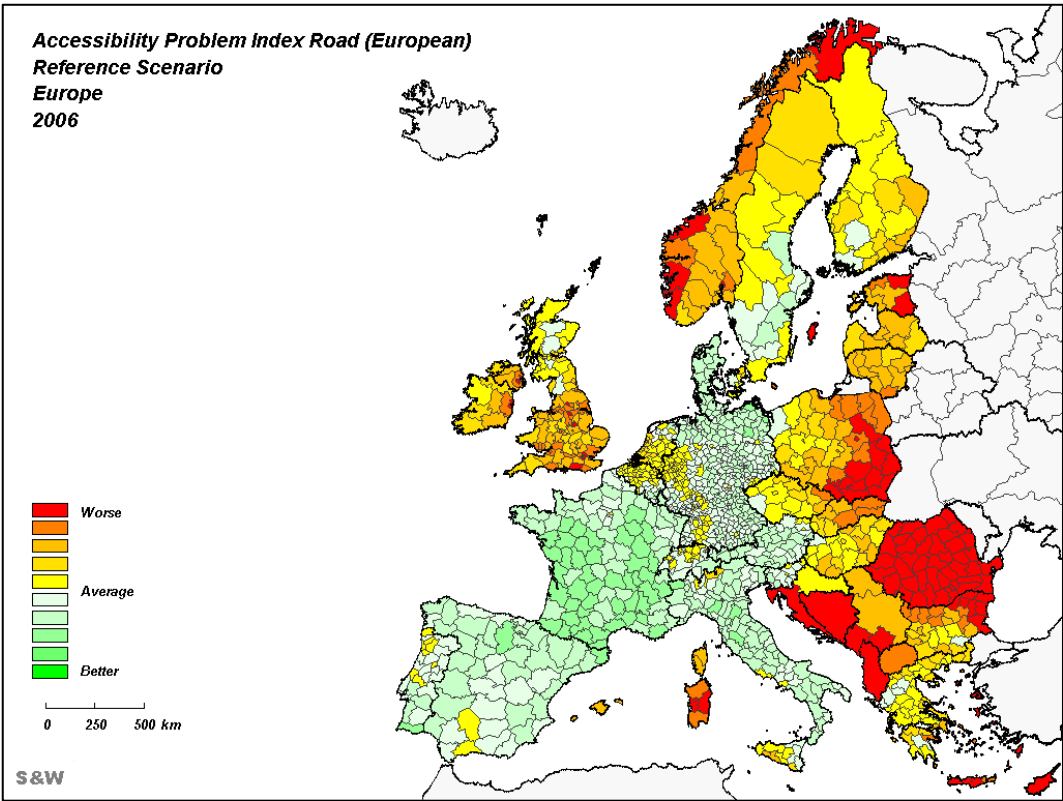 Accessibility Problem Index Road (European)
Reference Scenario
Europe
2006
Worse
Average
Better
0 250 500 km
S&W